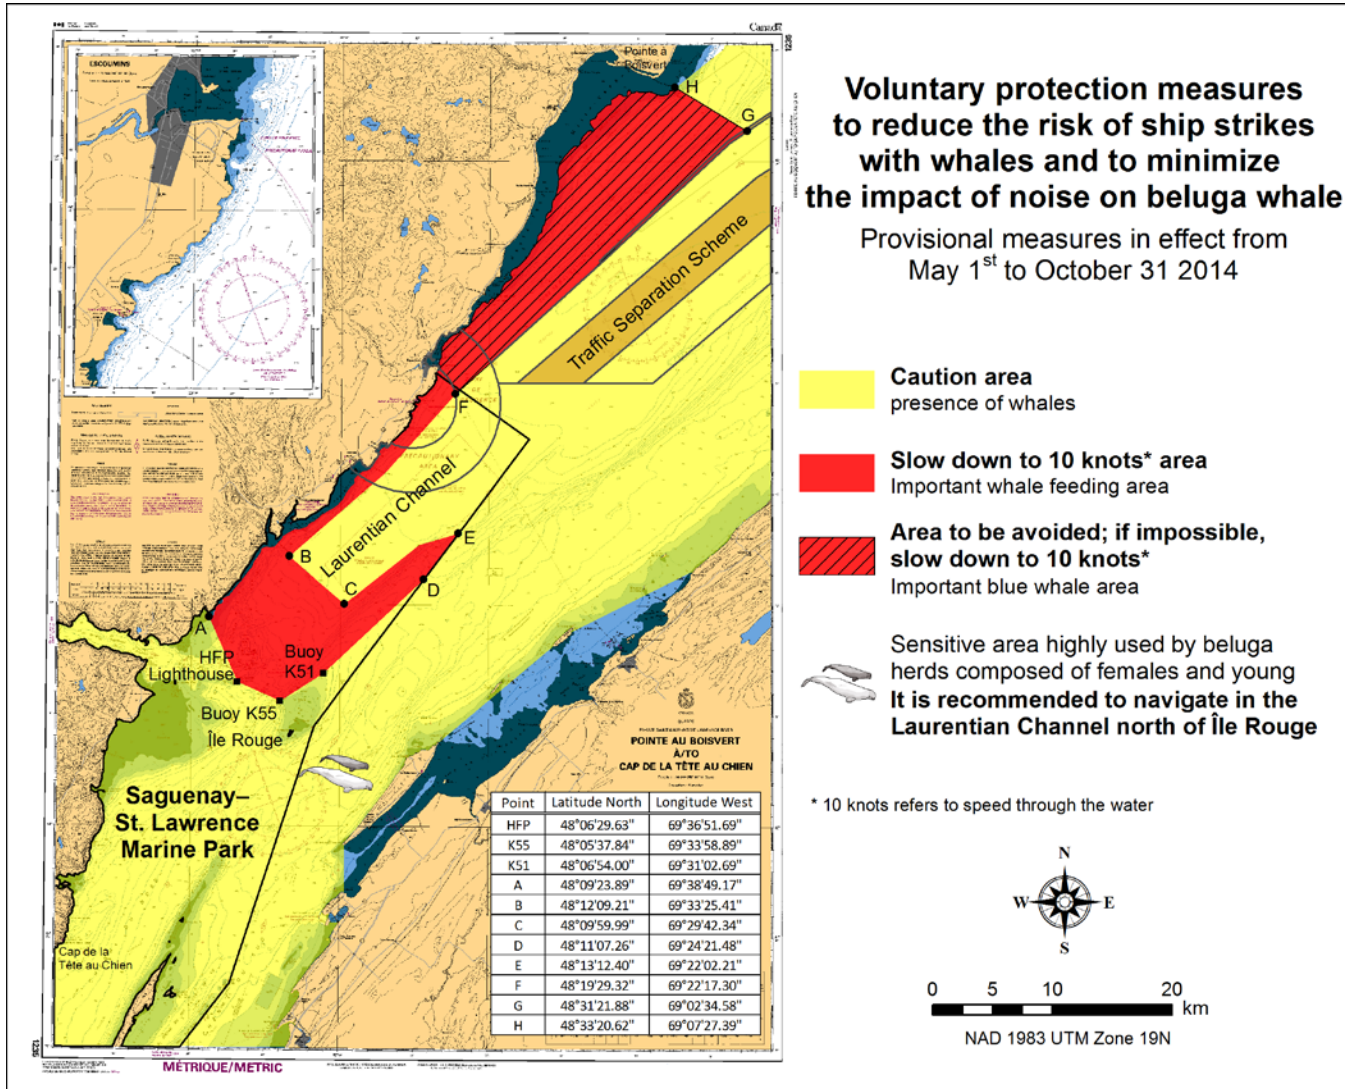 Canada
1236
ESCOUMINS
Pointe à
Boisvert
H
G
Traffic Separation Scheme
F
Laurentian Channel
E
B
D
C
A
HFP
Lighthouse
Buoy
K51
Buoy K55
Île Rouge
Saguenay–
St. Lawrence
Marine Park
Cap de la
Tête au Chien
POINTE AU BOISVERT
À/TO
CAP DE LA TÊTE AU CHIEN
Point Latitude North Longitude West
HFP 48°06'29.63" 69°36'51.69"
K55 48°05'37.84" 69°33'58.89"
K51 48°06'54.00" 69°31'02.69"
A 48°09'23.89" 69°38'49.17"
B 48°12'09.21" 69°33'25.41"
C 48°09'59.99" 69°29'42.34"
D 48°11'07.26" 69°24'21.48"
E 48°13'12.40" 69°22'02.21"
F 48°19'29.32" 69°22'17.30"
G 48°31'21.88" 69°02'34.58"
H 48°33'20.62" 69°07'27.39"
1236
MÉTRIQUE/METRIC
Voluntary protection measures
to reduce the risk of ship strikes
with whales and to minimize
the impact of noise on beluga whale
Provisional measures in effect from
May 1st to October 31 2014
Caution area
presence of whales
Slow down to 10 knots* area
Important whale feeding area
Area to be avoided; if impossible,
slow down to 10 knots*
Important blue whale area
Sensitive area highly used by beluga
herds composed of females and young
It is recommended to navigate in the
Laurentian Channel north of Île Rouge
* 10 knots refers to speed through the water
N
W E
S
0 5 10 20
km
NAD 1983 UTM Zone 19N